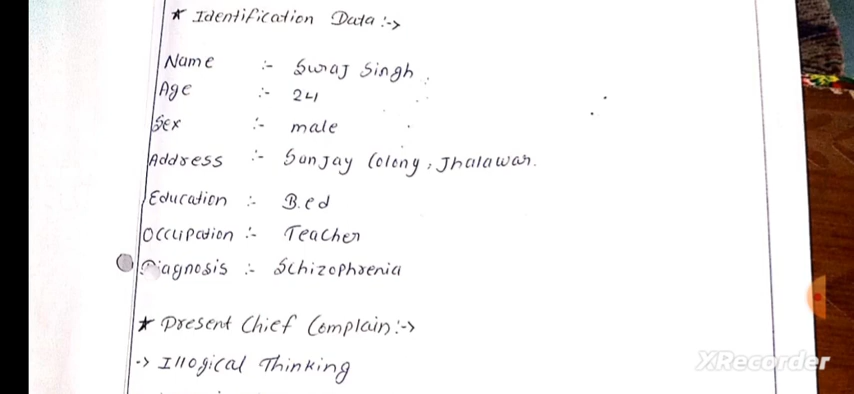 * Identification Data :->
Name :- Suraj Singh.
Age :- 24
Sex :- male
Address :- Sanjay Colony, Jhalawar.
Education :- B.ed
Occupation :- Teacher
Diagnosis :- Schizophrenia
* Present Chief Complain :->
-> Illogical Thinking
XRecorder